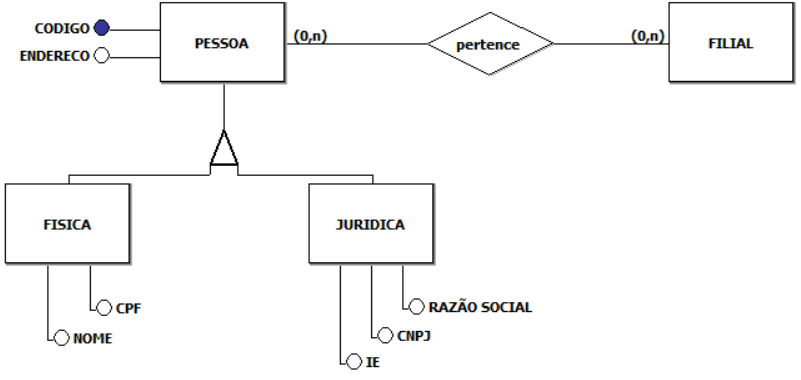 CODIGO
ENDERECO
PESSOA
(0,n)
pertence
(0,n)
FILIAL
FISICA
JURIDICA
CPF
NOME
RAZÃO SOCIAL
CNPJ
IE